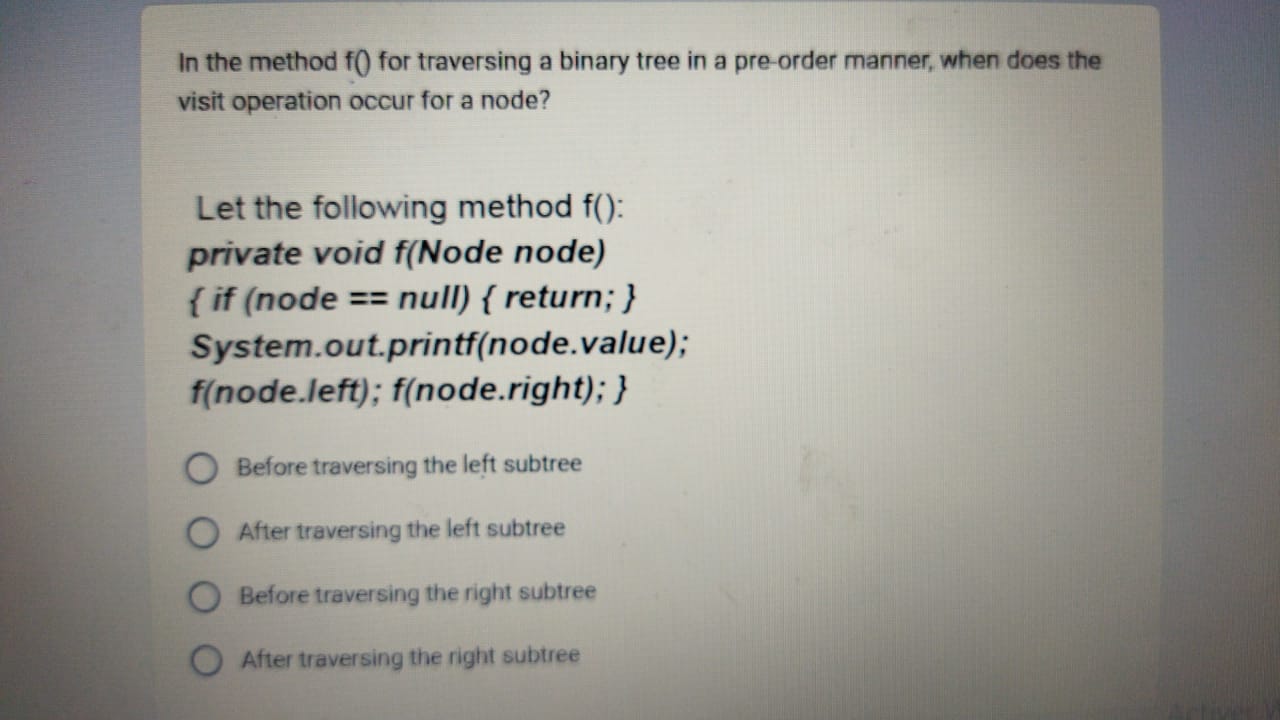 In the method f() for traversing a binary tree in a pre-order manner, when does the
visit operation occur for a node?
Let the following method f():
private void f(Node node)
{ if (node == null) { return; }
System.out.printf(node.value);
f(node.left); f(node.right); }
Before traversing the left subtree
After traversing the left subtree
Before traversing the right subtree
After traversing the right subtree